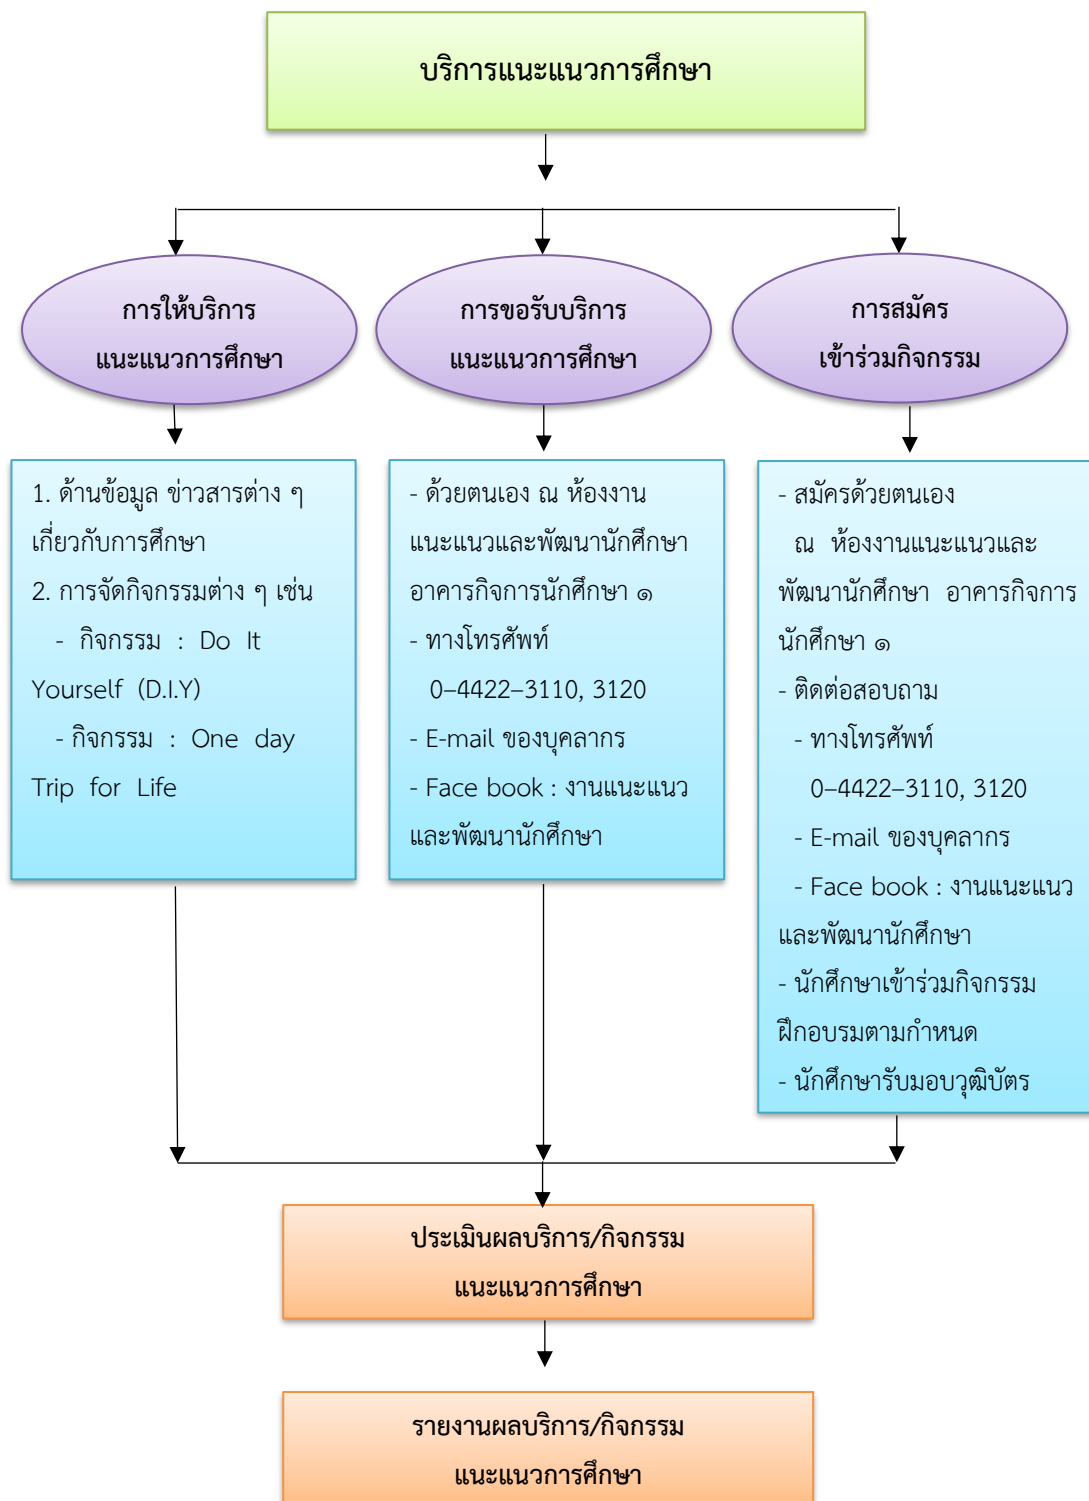 บริการแนะแนวการศึกษา
การให้บริการ
แนะแนวการศึกษา
การขอรับบริการ
แนะแนวการศึกษา
การสมัคร
เข้าร่วมกิจกรรม
1. ด้านข้อมูล ข่าวสารต่าง ๆ
เกี่ยวกับการศึกษา
2. การจัดกิจกรรมต่าง ๆ เช่น
- กิจกรรม : Do It
Yourself (D.I.Y)
- กิจกรรม : One day
Trip for Life
- ด้วยตนเอง ณ ห้องงาน
แนะแนวและพัฒนานักศึกษา
อาคารกิจการนักศึกษา ๑
- ทางโทรศัพท์
0–4422–3110, 3120
- E-mail ของบุคลากร
- Face book : งานแนะแนว
และพัฒนานักศึกษา
- สมัครด้วยตนเอง
ณ ห้องงานแนะแนวและ
พัฒนานักศึกษา อาคารกิจการ
นักศึกษา ๑
- ติดต่อสอบถาม
- ทางโทรศัพท์
0–4422–3110, 3120
- E-mail ของบุคลากร
- Face book : งานแนะแนว
และพัฒนานักศึกษา
- นักศึกษาเข้าร่วมกิจกรรม
ฝึกอบรมตามกำหนด
- นักศึกษารับมอบวุฒิบัตร
ประเมินผลบริการ/กิจกรรม
แนะแนวการศึกษา
รายงานผลบริการ/กิจกรรม
แนะแนวการศึกษา